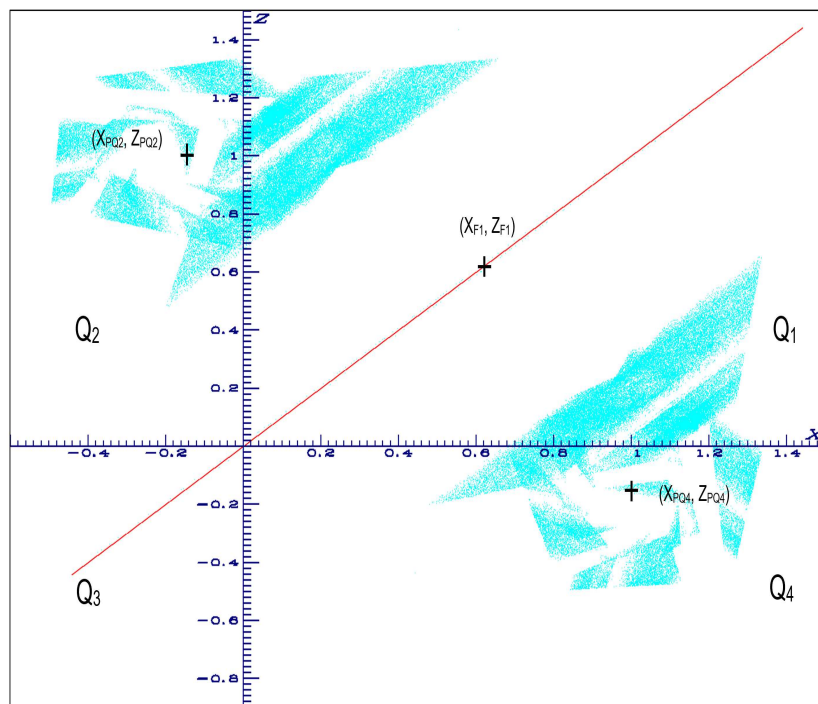 Z
1.4
1.2
(XPQ2, ZPQ2)
1
0.8
(XF1, ZF1)
0.6
Q2
0.4
Q1
0.2
X
-0.4 -0.2 0.2 0.4 0.6 0.8 1 1.2 1.4
-0.2
(XPQ4, ZPQ4)
-0.4
Q3
Q4
-0.6
-0.8